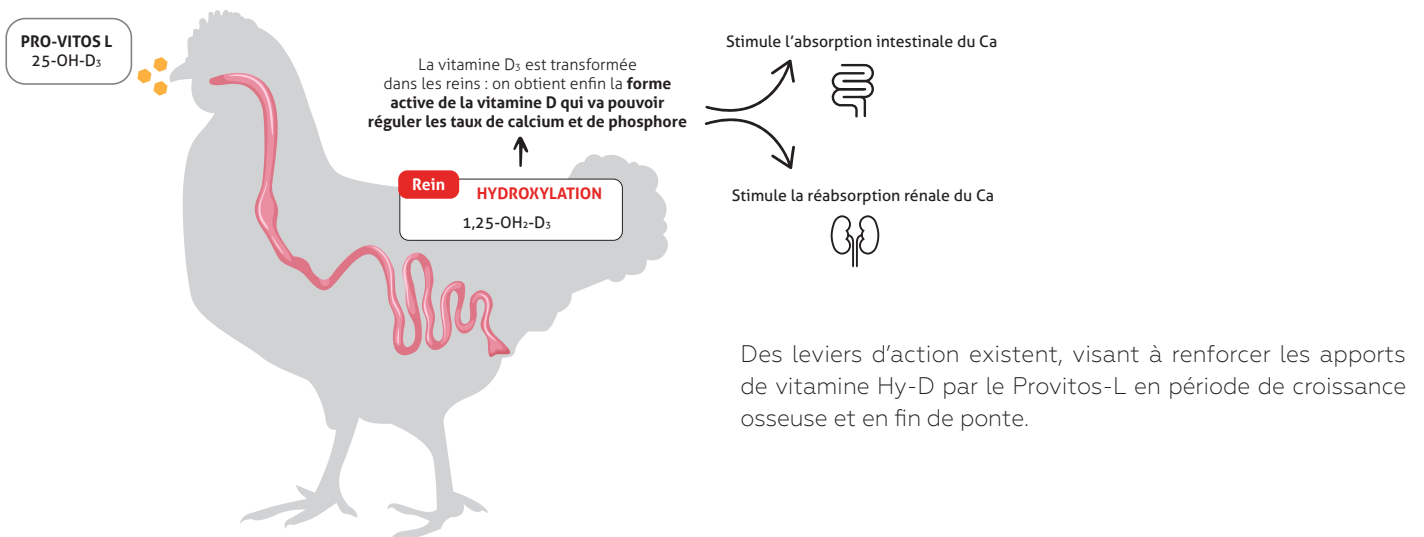 PRO-VITOS L
25-OH-D₃
La vitamine D₃ est transformée
dans les reins : on obtient enfin la forme
active de la vitamine D qui va pouvoir
réguler les taux de calcium et de phosphore
Rein
HYDROXYLATION
1,25-OH₂-D₃
Stimule l'absorption intestinale du Ca
Stimule la réabsorption rénale du Ca
Des leviers d'action existent, visant à renforcer les apports
de vitamine Hy-D par le Provitos-L en période de croissance
osseuse et en fin de ponte.